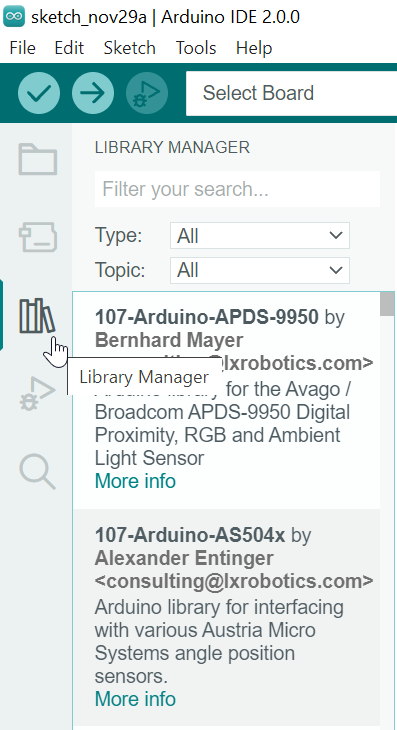 sketch_nov29a | Arduino IDE 2.0.0
File Edit Sketch Tools Help
Select Board
LIBRARY MANAGER
Filter your search...
Type: All
Topic: All
107-Arduino-APDS-9950 by
Bernhard Mayer
@lxrobotics.com>
Library Manager
library for the Avago /
Broadcom APDS-9950 Digital
Proximity, RGB and Ambient
Light Sensor
More info
107-Arduino-AS504x by
Alexander Entinger
<consulting@lxrobotics.com>
Arduino library for interfacing
with various Austria Micro
Systems angle position
sensors.
More info